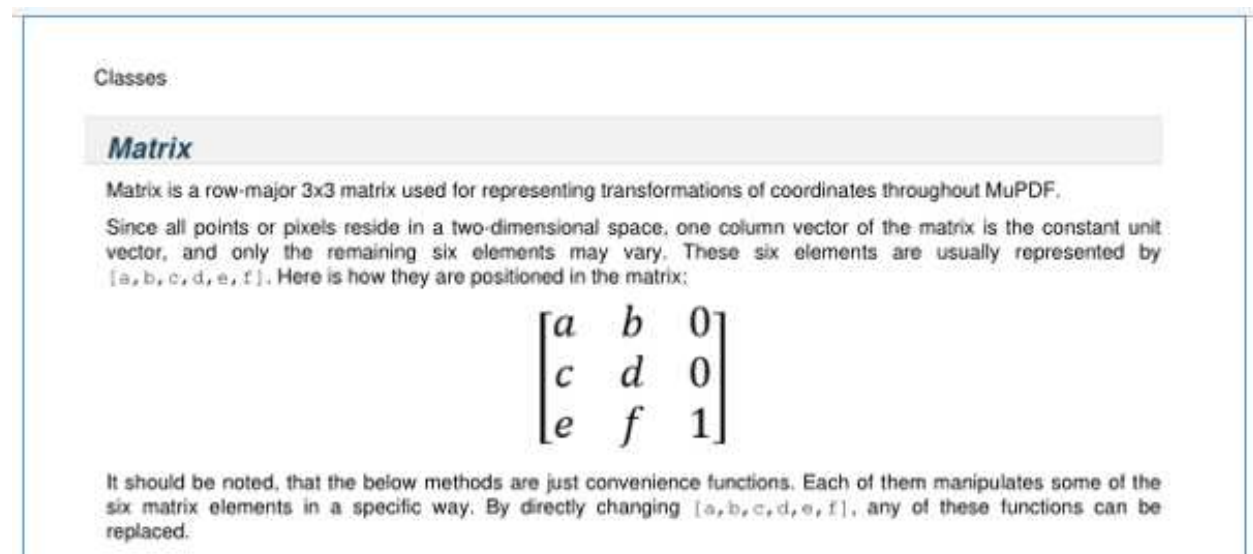 Classes
Matrix
Matrix is a row-major 3x3 matrix used for representing transformations of coordinates throughout MuPDF.
Since all points or pixels reside in a two-dimensional space, one column vector of the matrix is the constant unit
vector, and only the remaining six elements may vary. These six elements are usually represented by
[a,b,c,d,e,f]. Here is how they are positioned in the matrix:
a b 0
c d 0
e f 1
It should be noted, that the below methods are just convenience functions. Each of them manipulates some of the
six matrix elements in a specific way. By directly changing [a,b,c,d,e,f], any of these functions can be
replaced.